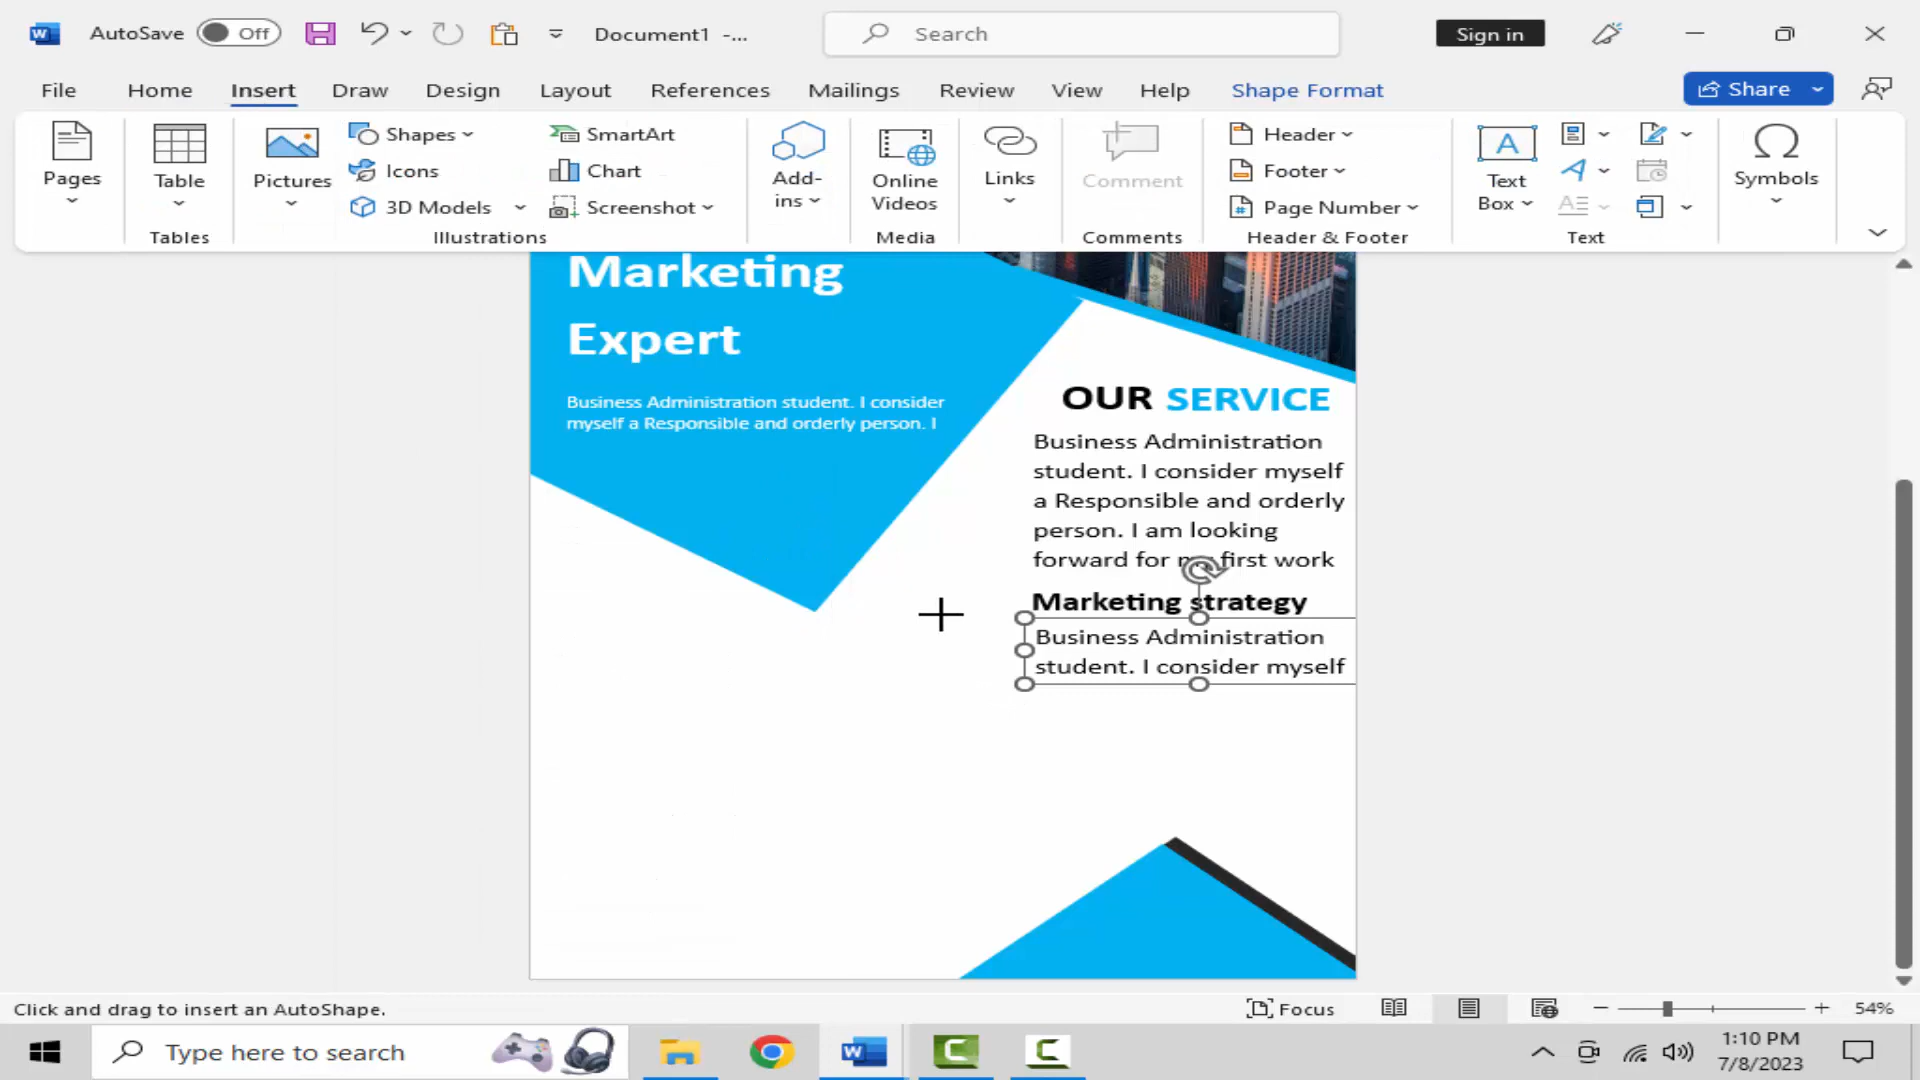 AutoSave Off Document1 -... Search Sign in
File Home Insert Draw Design Layout References Mailings Review View Help Shape Format Share
Pages Table Pictures Shapes Icons 3D Models SmartArt Chart Screenshot Add-ins Online Videos Links Comment Header Footer Page Number Text Box Symbols
Tables Illustrations Media Comments Header & Footer Text
Marketing
Expert
Business Administration student. I consider
myself a Responsible and orderly person. I
OUR SERVICE
Business Administration
student. I consider myself
a Responsible and orderly
person. I am looking
forward for my first work
Marketing strategy
Business Administration
student. I consider myself
Click and drag to insert an AutoShape. Focus 54%
Type here to search 1:10 PM
7/8/2023